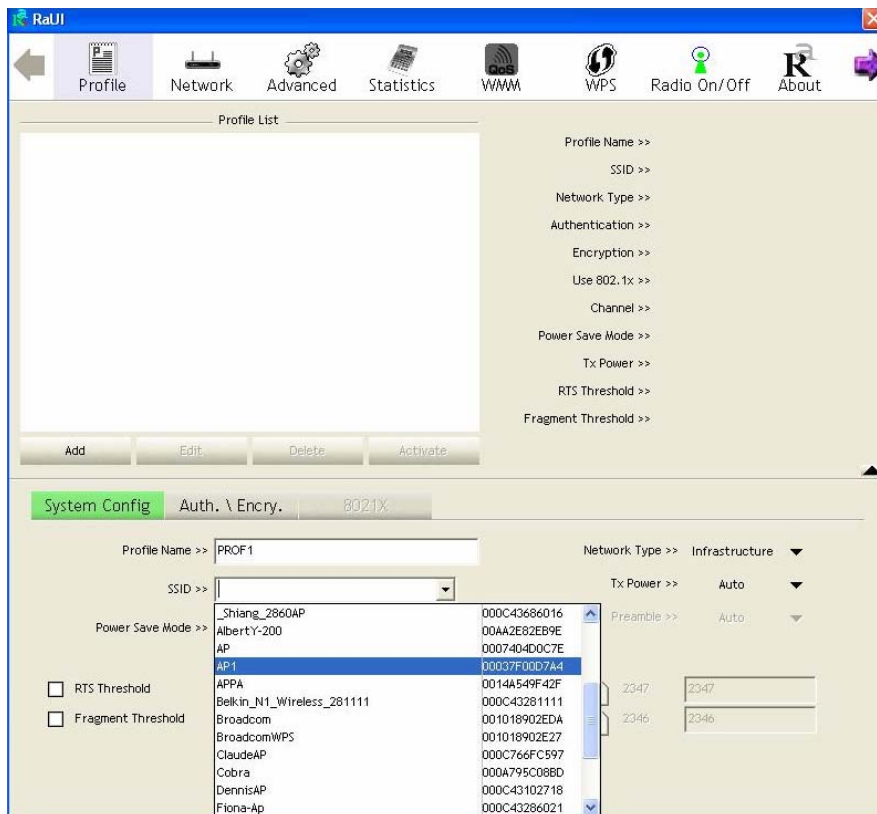 RaUI
Profile Network Advanced Statistics QoS WMM WPS Radio On/Off About
Profile List
Profile Name >>
SSID >>
Network Type >>
Authentication >>
Encryption >>
Use 802.1x >>
Channel >>
Power Save Mode >>
Tx Power >>
RTS Threshold >>
Fragment Threshold >>
Add Edit Delete Activate
System Config Auth. \ Encry. 8021X
Profile Name >> PROF1 Network Type >> Infrastructure
SSID >> Tx Power >> Auto
Power Save Mode >> Preamble >> Auto
_Shiang_2860AP 000C43686016
AlbertY-200 00AA2E82EB9E
AP 0007404D0C7E
AP1 00037F00D7A4
APPA 0014A549F42F
Belkin_N1_Wireless_281111 000C43281111
Broadcom 001018902EDA
BroadcomWPS 001018902E27
ClaudeAP 000C766FC597
Cobra 000A795C08BD
DennisAP 000C43102718
Fiona-Ap 000C43286021
RTS Threshold 2347 2347
Fragment Threshold 2346 2346